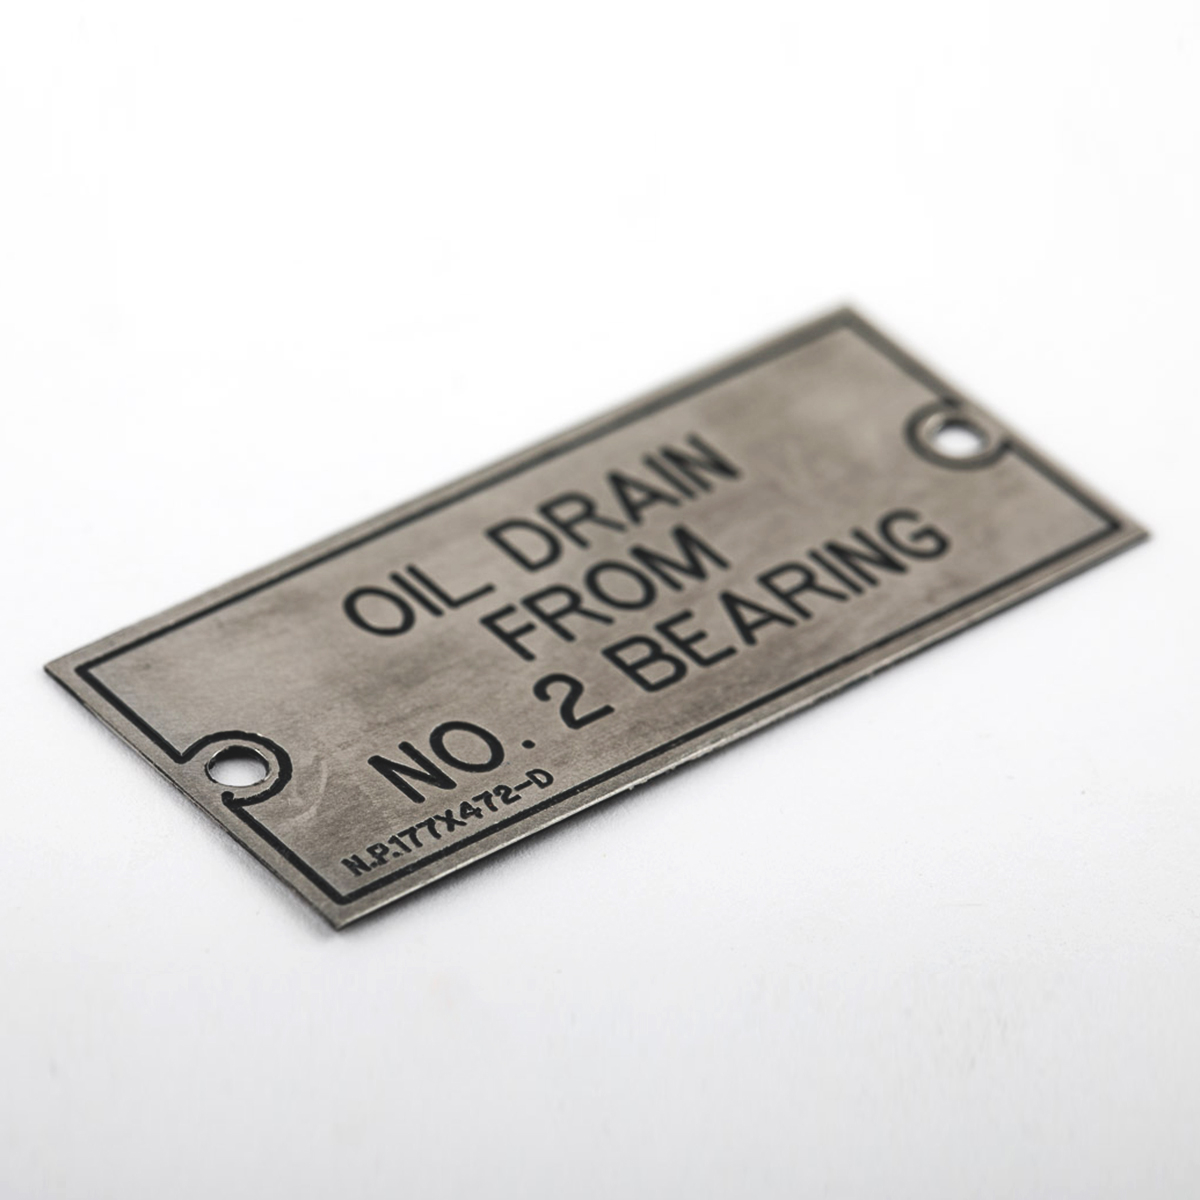 OIL DRAIN
FROM
NO. 2 BEARING
N.P.177X472-D